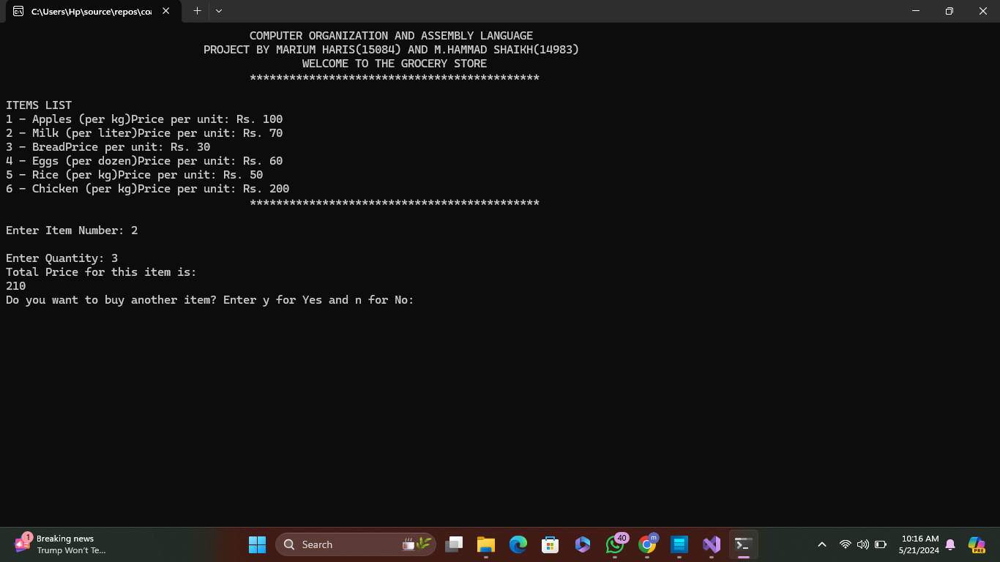 C:\Users\Hp\source\repos\coa
COMPUTER ORGANIZATION AND ASSEMBLY LANGUAGE
PROJECT BY MARIUM HARIS(15084) AND M.HAMMAD SHAIKH(14983)
WELCOME TO THE GROCERY STORE
********************************************
ITEMS LIST
1 - Apples (per kg)Price per unit: Rs. 100
2 - Milk (per liter)Price per unit: Rs. 70
3 - BreadPrice per unit: Rs. 30
4 - Eggs (per dozen)Price per unit: Rs. 60
5 - Rice (per kg)Price per unit: Rs. 50
6 - Chicken (per kg)Price per unit: Rs. 200
********************************************
Enter Item Number: 2
Enter Quantity: 3
Total Price for this item is:
210
Do you want to buy another item? Enter y for Yes and n for No:
1
Breaking news
Trump Won't Te...
Search
40
m
10:16 AM
5/21/2024
PRE